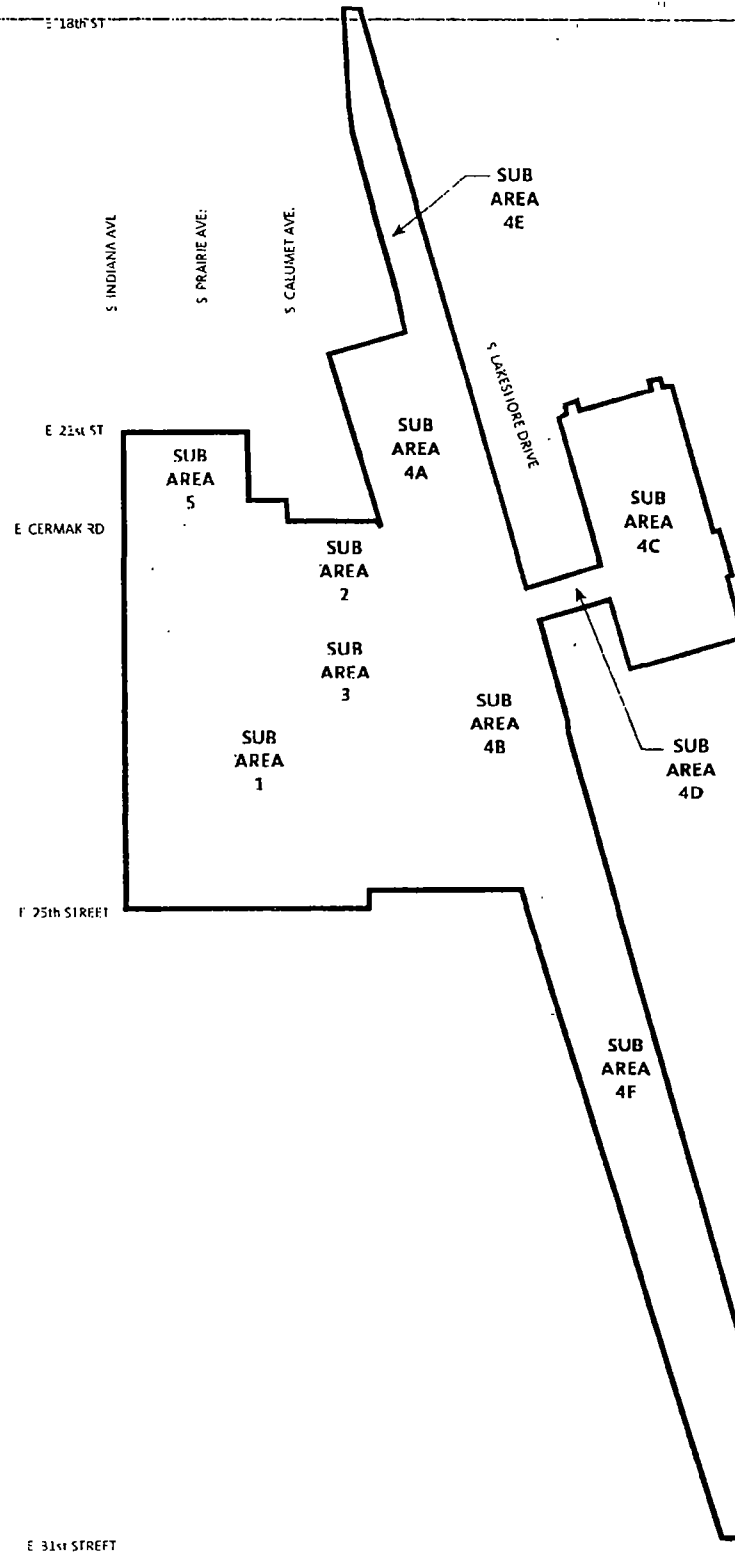 E 18th ST
SUB
AREA
4E
S INDIANA AVE
S PRAIRIE AVE.
S CALUMET AVE.
S LAKESHORE DRIVE
E 21st ST
SUB
AREA
5
SUB
AREA
4A
SUB
AREA
4C
E CERMAK RD
SUB
AREA
2
SUB
AREA
3
SUB
AREA
4B
SUB
AREA
1
SUB
AREA
4D
E 25th STREET
SUB
AREA
4F
E 31st STREET